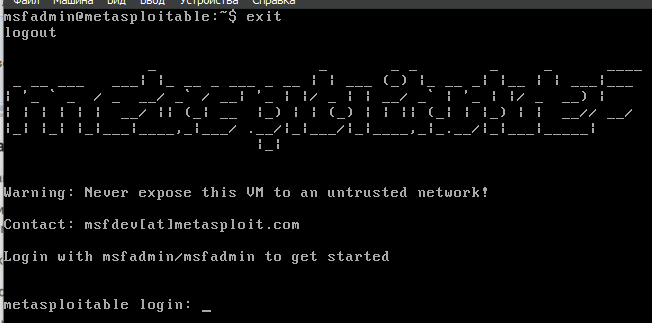 Файл Машина Вид Ввод Устройства Справка
msfadmin@metasploitable:~$ exit
logout
metasploitable2
Warning: Never expose this VM to an untrusted network!
Contact: msfdev[at]metasploit.com
Login with msfadmin/msfadmin to get started
metasploitable login: _